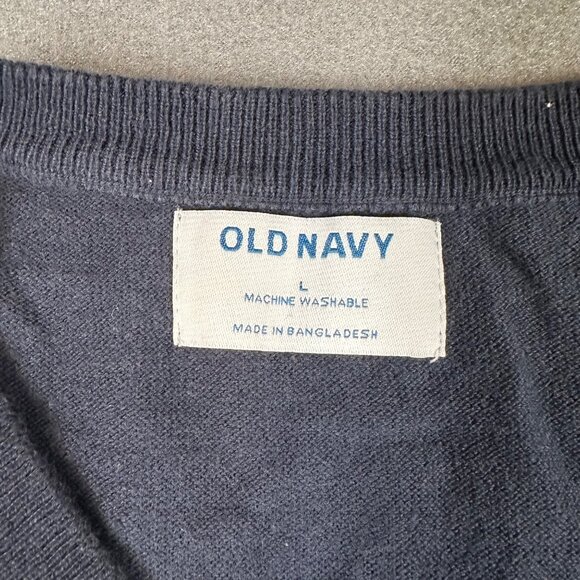 OLD NAVY
L
MACHINE WASHABLE
MADE IN BANGLADESH